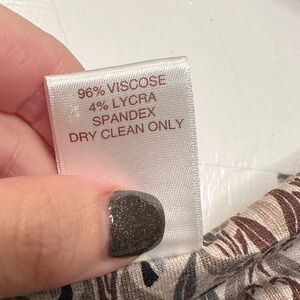 96% VISCOSE
4% LYCRA
SPANDEX
DRY CLEAN ONLY